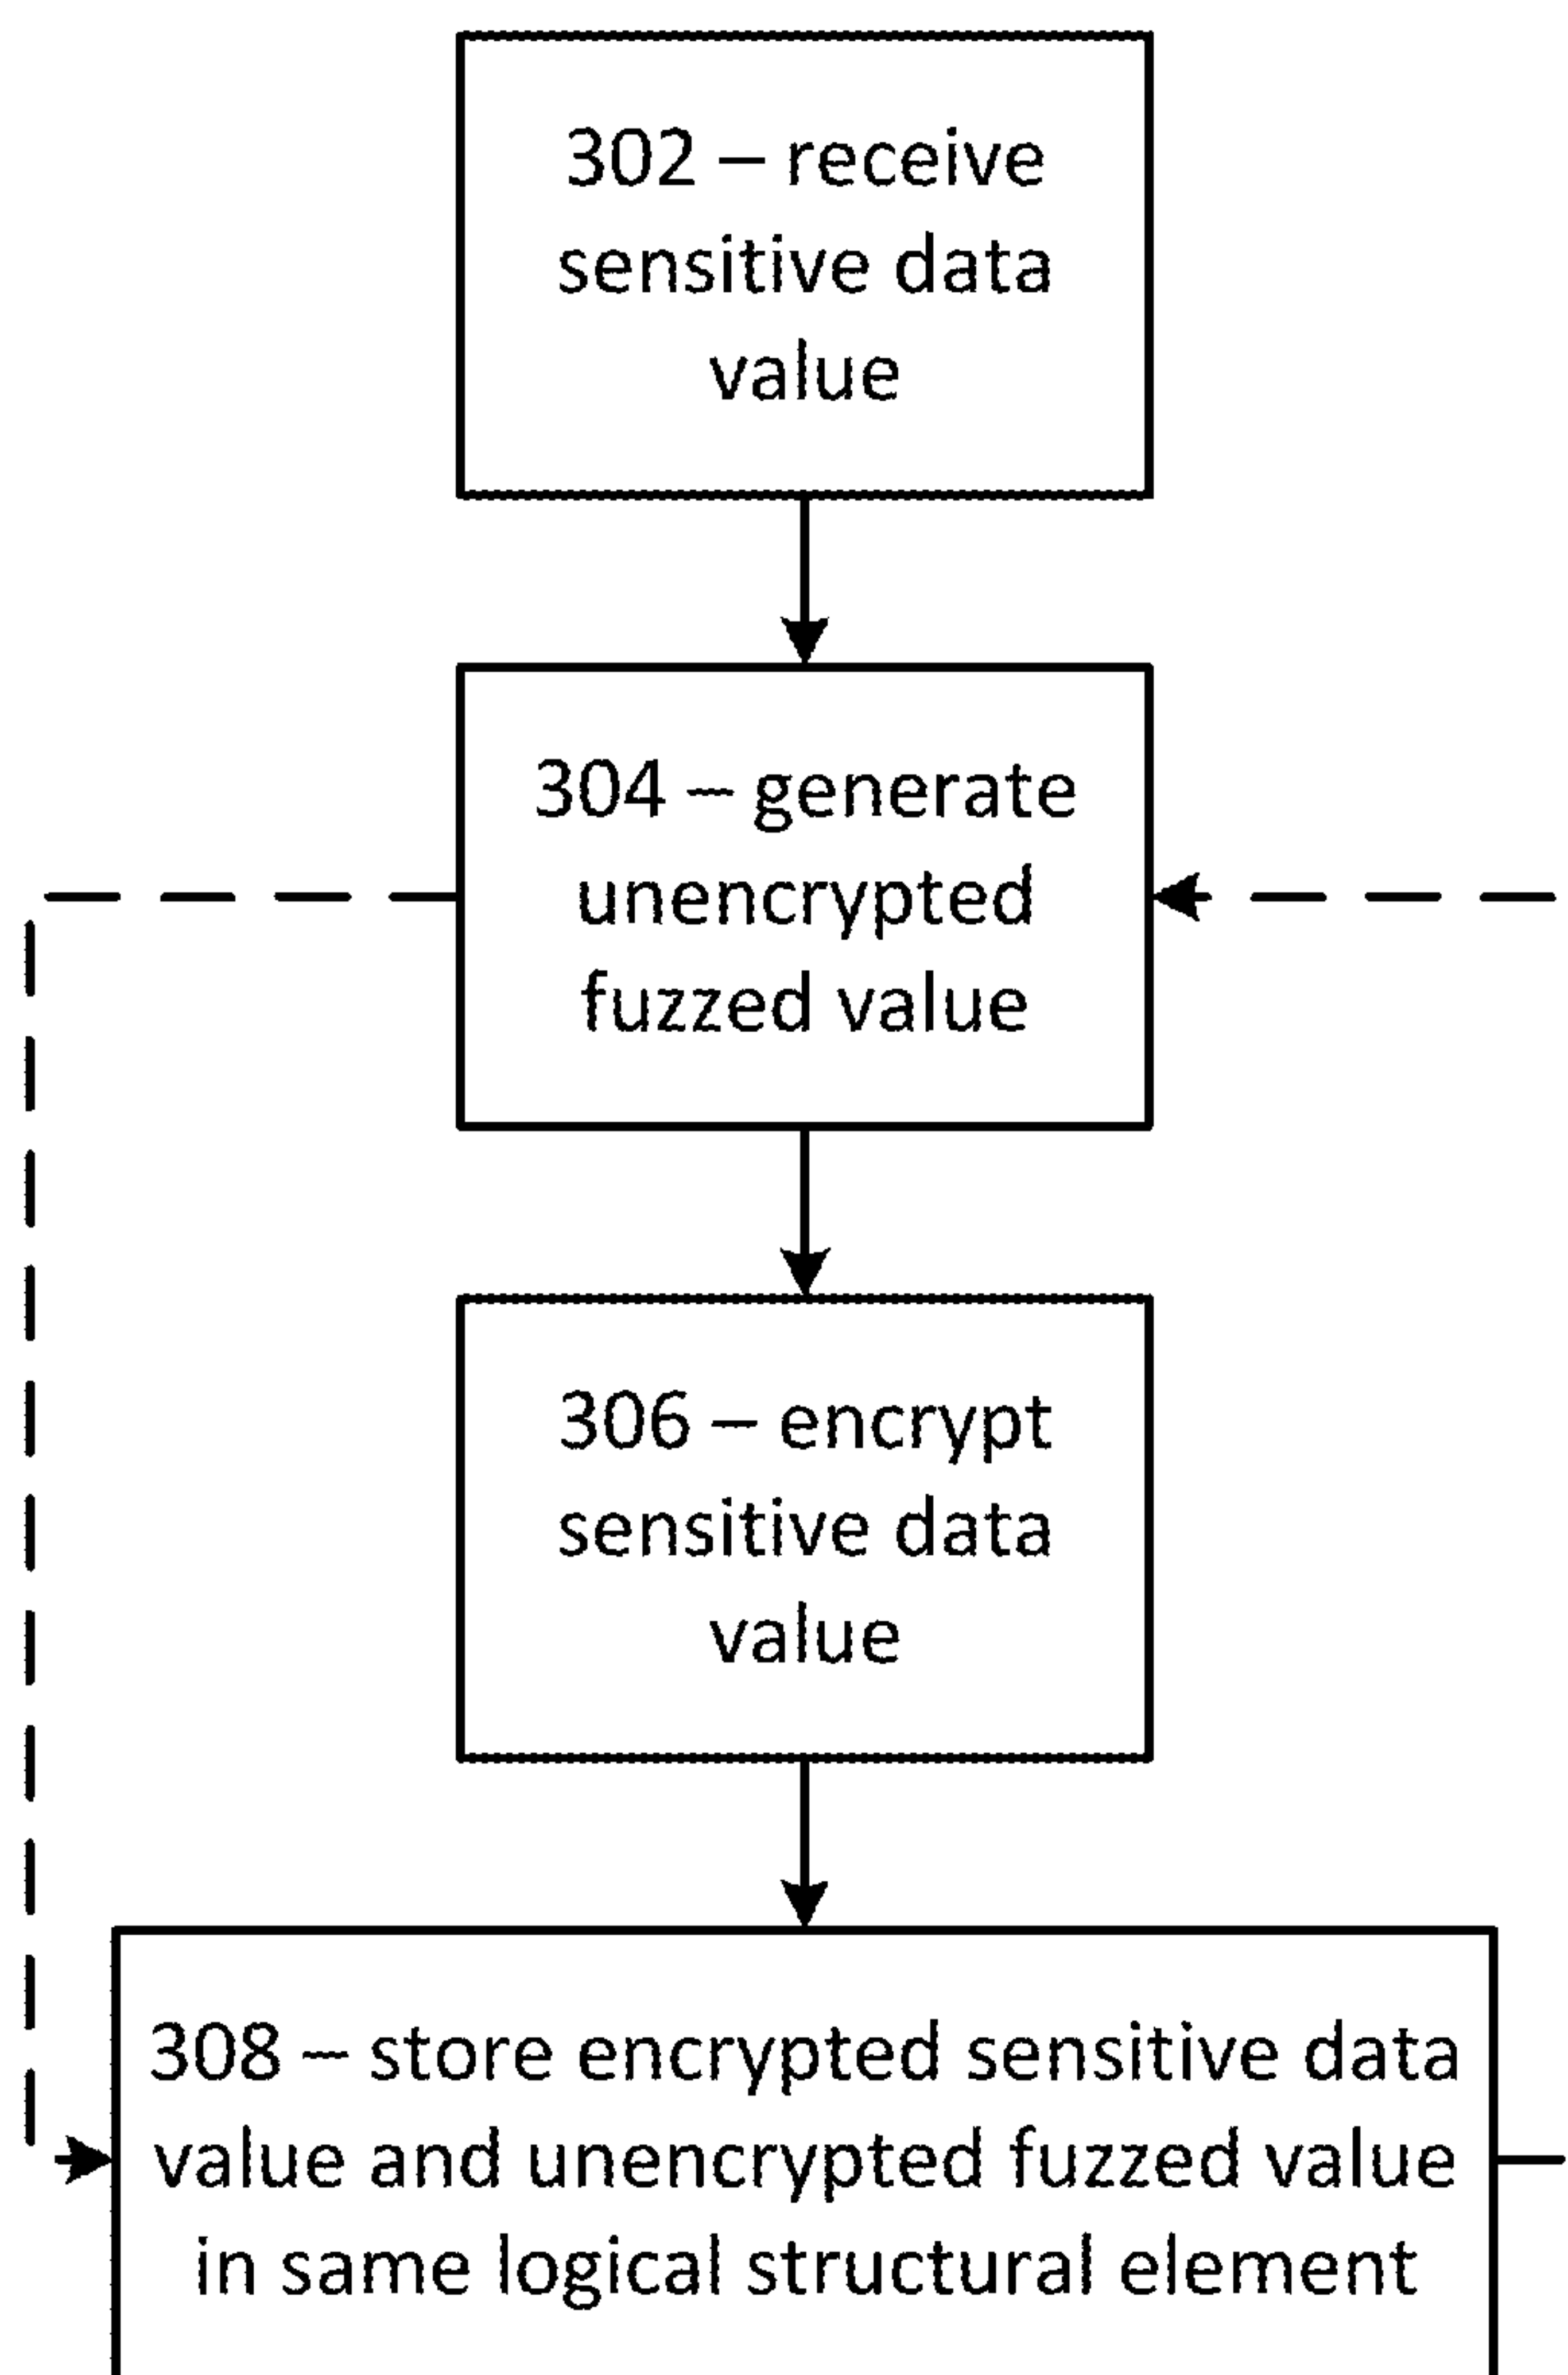 302 – receive
sensitive data
value
304 – generate
unencrypted
fuzzed value
306 – encrypt
sensitive data
value
308 – store encrypted sensitive data
value and unencrypted fuzzed value
in same logical structural element